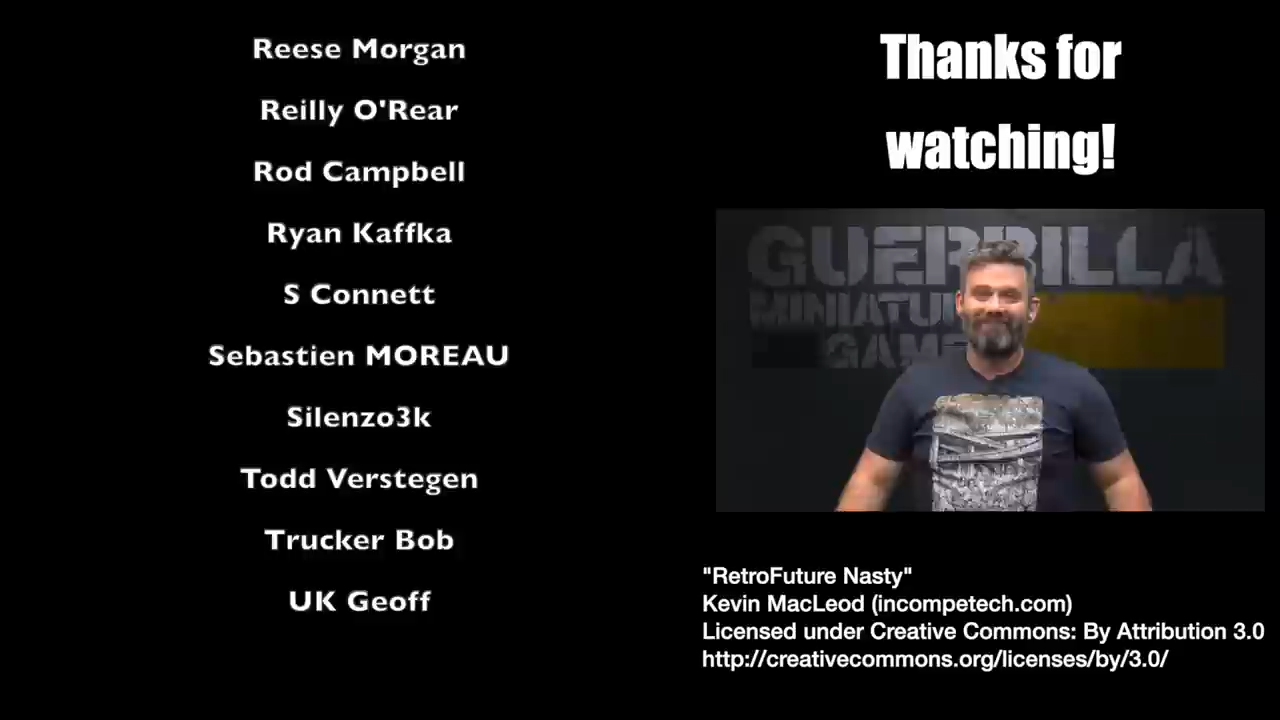 Reese Morgan
Reilly O'Rear
Rod Campbell
Ryan Kaffka
S Connett
Sebastien MOREAU
Silenzo3k
Todd Verstegen
Trucker Bob
UK Geoff
Thanks for
watching!
GUERRILLA
MINIATU
GAM
"RetroFuture Nasty"
Kevin MacLeod (incompetech.com)
Licensed under Creative Commons: By Attribution 3.0
http://creativecommons.org/licenses/by/3.0/